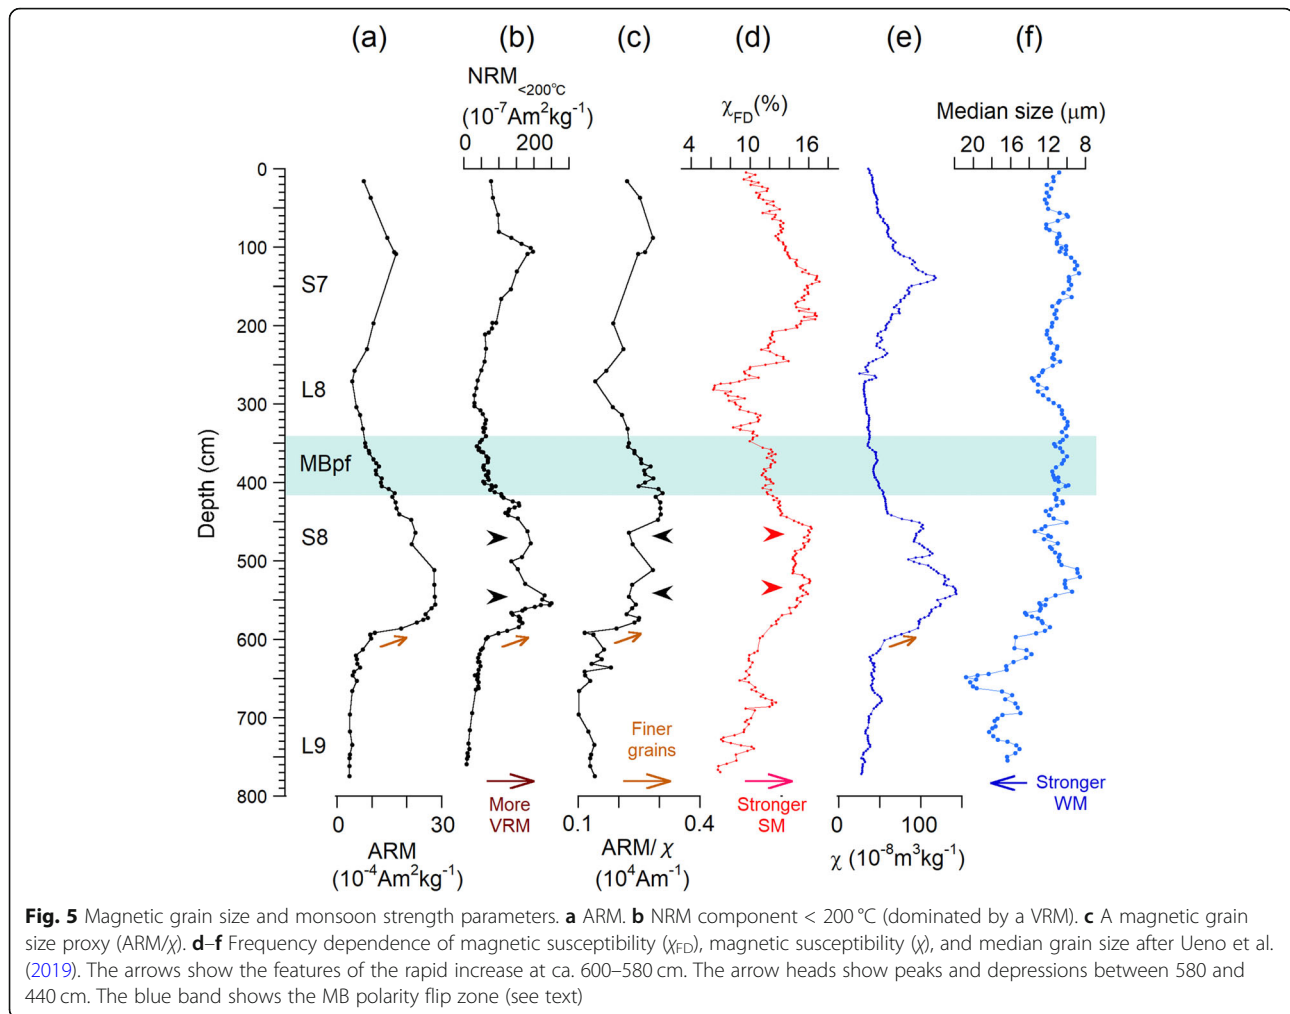 (a) (b) (c) (d) (e) (f)
NRM<200°C
(10-7Am2kg-1)
0 200
χFD(%)
4 10 16
Median size (μm)
20 16 12 8
Depth (cm)
0
100
200
300
400
500
600
700
800
S7
L8
MBpf
S8
L9
Finer
grains
More
VRM
Stronger
SM
Stronger
WM
0 30
ARM
(10-4Am2kg-1)
0.1 0.4
ARM/ χ
(104Am-1)
0 100
χ (10-8m3kg-1)
Fig. 5 Magnetic grain size and monsoon strength parameters. a ARM. b NRM component < 200 °C (dominated by a VRM). c A magnetic grain
size proxy (ARM/χ). d–f Frequency dependence of magnetic susceptibility (χFD), magnetic susceptibility (χ), and median grain size after Ueno et al.
(2019). The arrows show the features of the rapid increase at ca. 600–580 cm. The arrow heads show peaks and depressions between 580 and
440 cm. The blue band shows the MB polarity flip zone (see text)